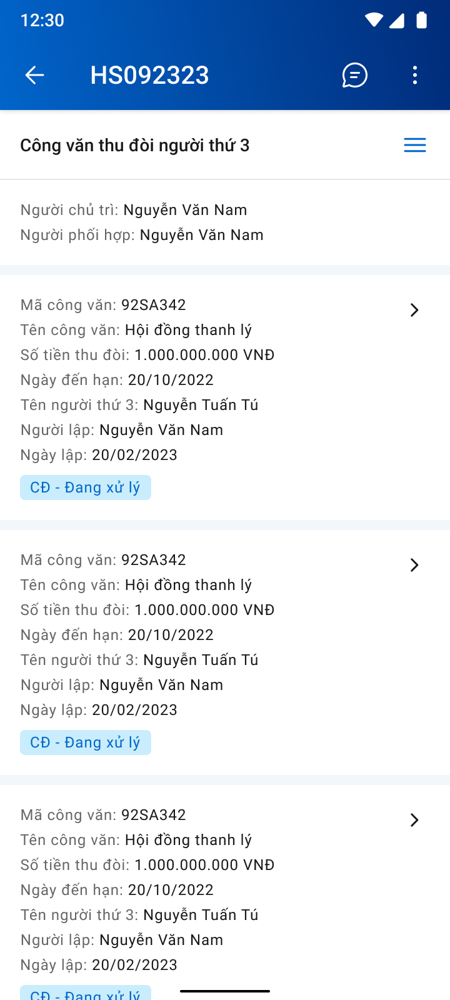 12:30
HS092323
Công văn thu đòi người thứ 3
Người chủ trì: Nguyễn Văn Nam
Người phối hợp: Nguyễn Văn Nam
Mã công văn: 92SA342
Tên công văn: Hội đồng thanh lý
Số tiền thu đòi: 1.000.000.000 VNĐ
Ngày đến hạn: 20/10/2022
Tên người thứ 3: Nguyễn Tuấn Tú
Người lập: Nguyễn Văn Nam
Ngày lập: 20/02/2023
CĐ - Đang xử lý
Mã công văn: 92SA342
Tên công văn: Hội đồng thanh lý
Số tiền thu đòi: 1.000.000.000 VNĐ
Ngày đến hạn: 20/10/2022
Tên người thứ 3: Nguyễn Tuấn Tú
Người lập: Nguyễn Văn Nam
Ngày lập: 20/02/2023
CĐ - Đang xử lý
Mã công văn: 92SA342
Tên công văn: Hội đồng thanh lý
Số tiền thu đòi: 1.000.000.000 VNĐ
Ngày đến hạn: 20/10/2022
Tên người thứ 3: Nguyễn Tuấn Tú
Người lập: Nguyễn Văn Nam
Ngày lập: 20/02/2023
CĐ - Đang xử lý